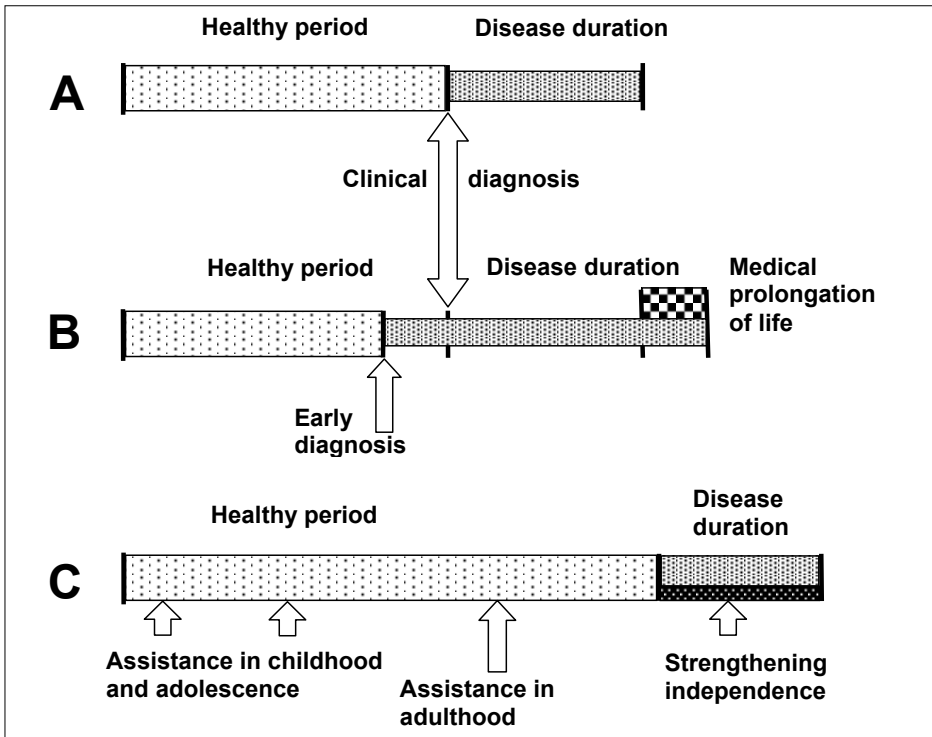 Healthy period
Disease duration
A
Clinical diagnosis
Healthy period
Disease duration
Medical
prolongation
of life
B
Early
diagnosis
Healthy period
Disease
duration
C
Assistance in childhood
and adolescence
Assistance in
adulthood
Strengthening
independence